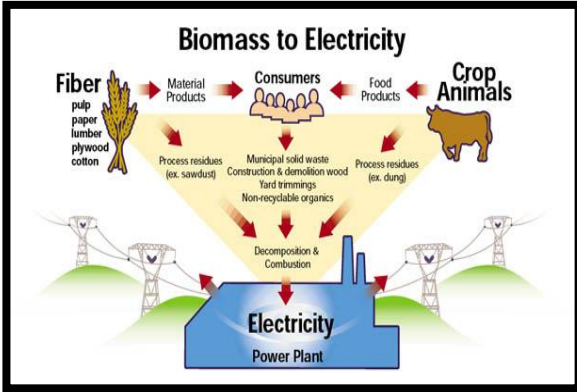 Biomass to Electricity
Fiber
pulp
paper
lumber
plywood
cotton
Material
Products
Consumers
Food
Products
Crop
Animals
Process residues
(ex. sawdust)
Municipal solid waste
Construction & demolition wood
Yard trimmings
Non-recyclable organics
Process residues
(ex. dung)
Decomposition &
Combustion
Electricity
Power Plant